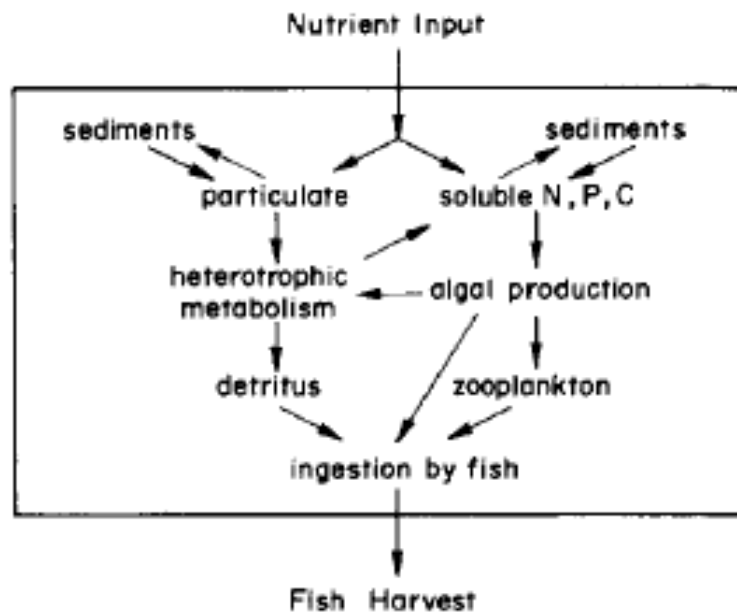 Nutrient Input
sediments
sediments
particulate
soluble N, P, C
heterotrophic
metabolism
algal production
detritus
zooplankton
ingestion by fish
Fish Harvest